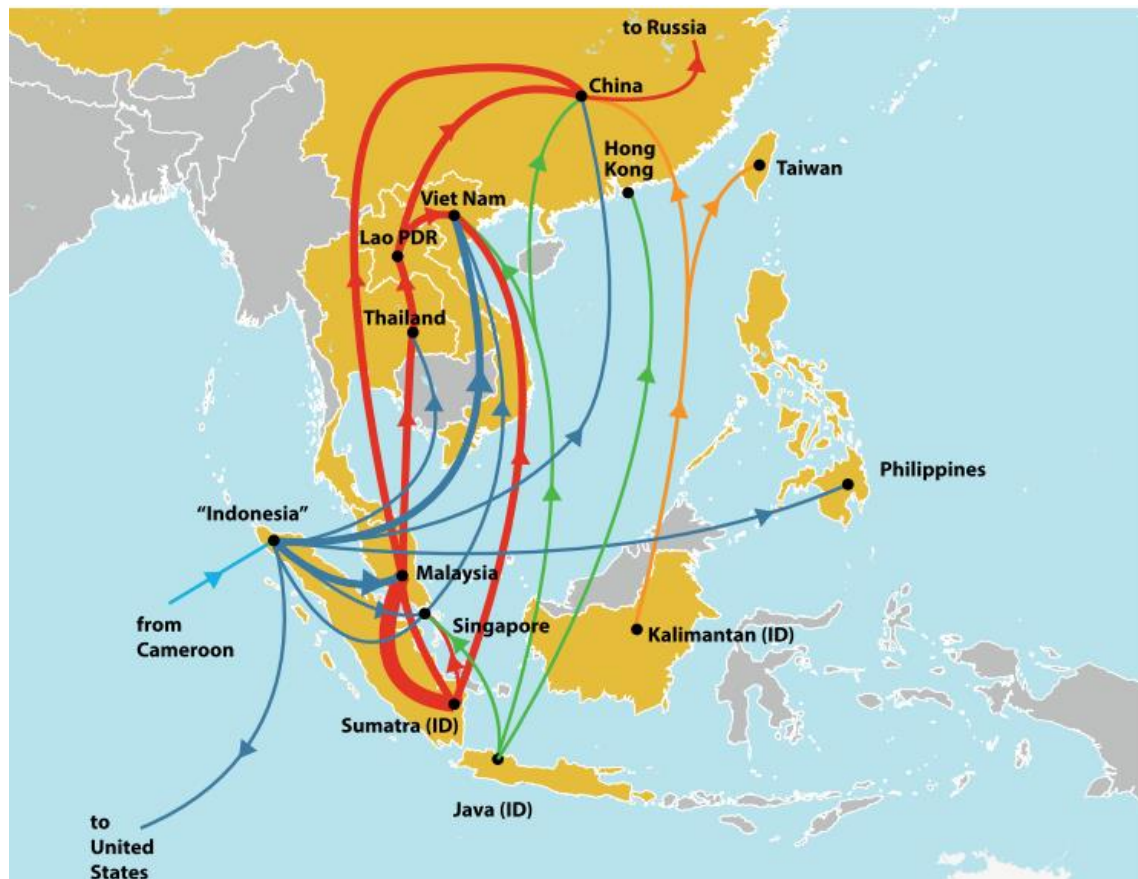 to Russia
China
Hong
Kong
Taiwan
Viet Nam
Lao PDR
Thailand
Philippines
“Indonesia”
Malaysia
from
Cameroon
Singapore
Kalimantan (ID)
Sumatra (ID)
Java (ID)
to
United
States